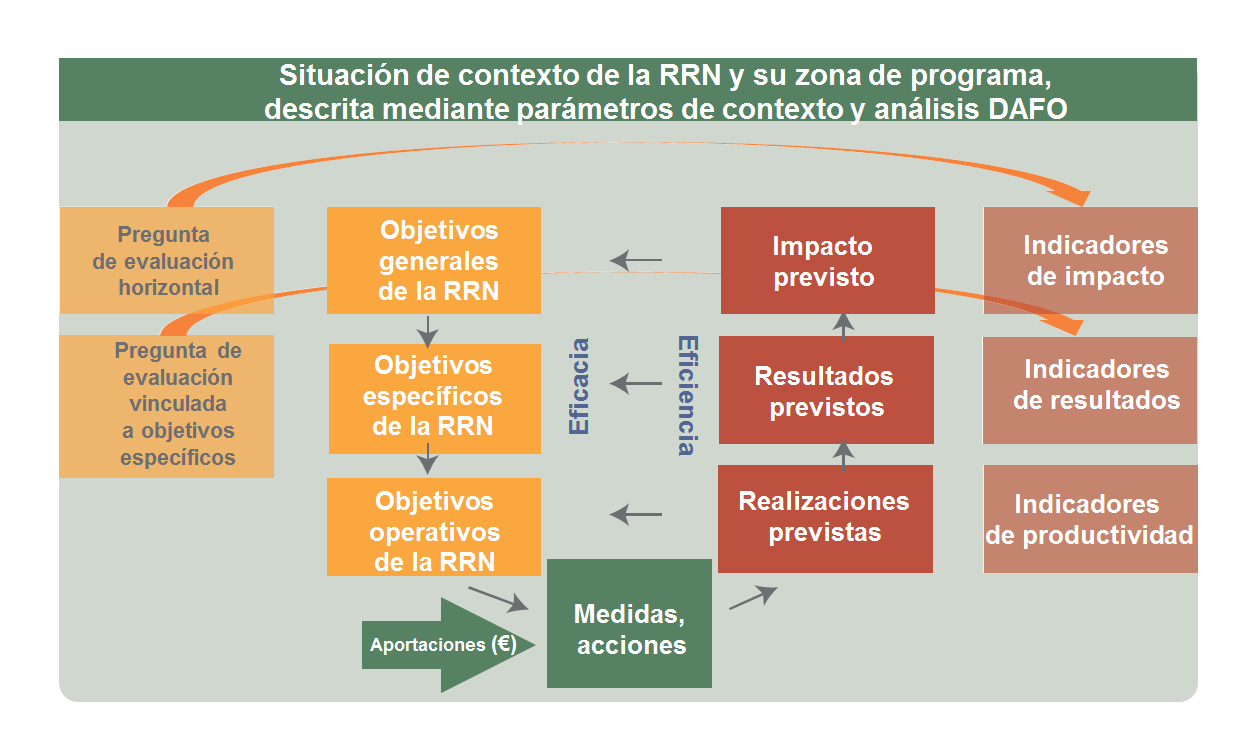 Situación de contexto de la RRN y su zona de programa,
descrita mediante parámetros de contexto y análisis DAFO
Pregunta
de evaluación
horizontal
Objetivos
generales
de la RRN
Impacto
previsto
Indicadores
de impacto
Pregunta de
evaluación
vinculada
a objetivos
específicos
Objetivos
específicos
de la RRN
Eficacia
Eficiencia
Resultados
previstos
Indicadores
de resultados
Objetivos
operativos
de la RRN
Realizaciones
previstas
Indicadores
de productividad
Aportaciones (€)
Medidas,
acciones